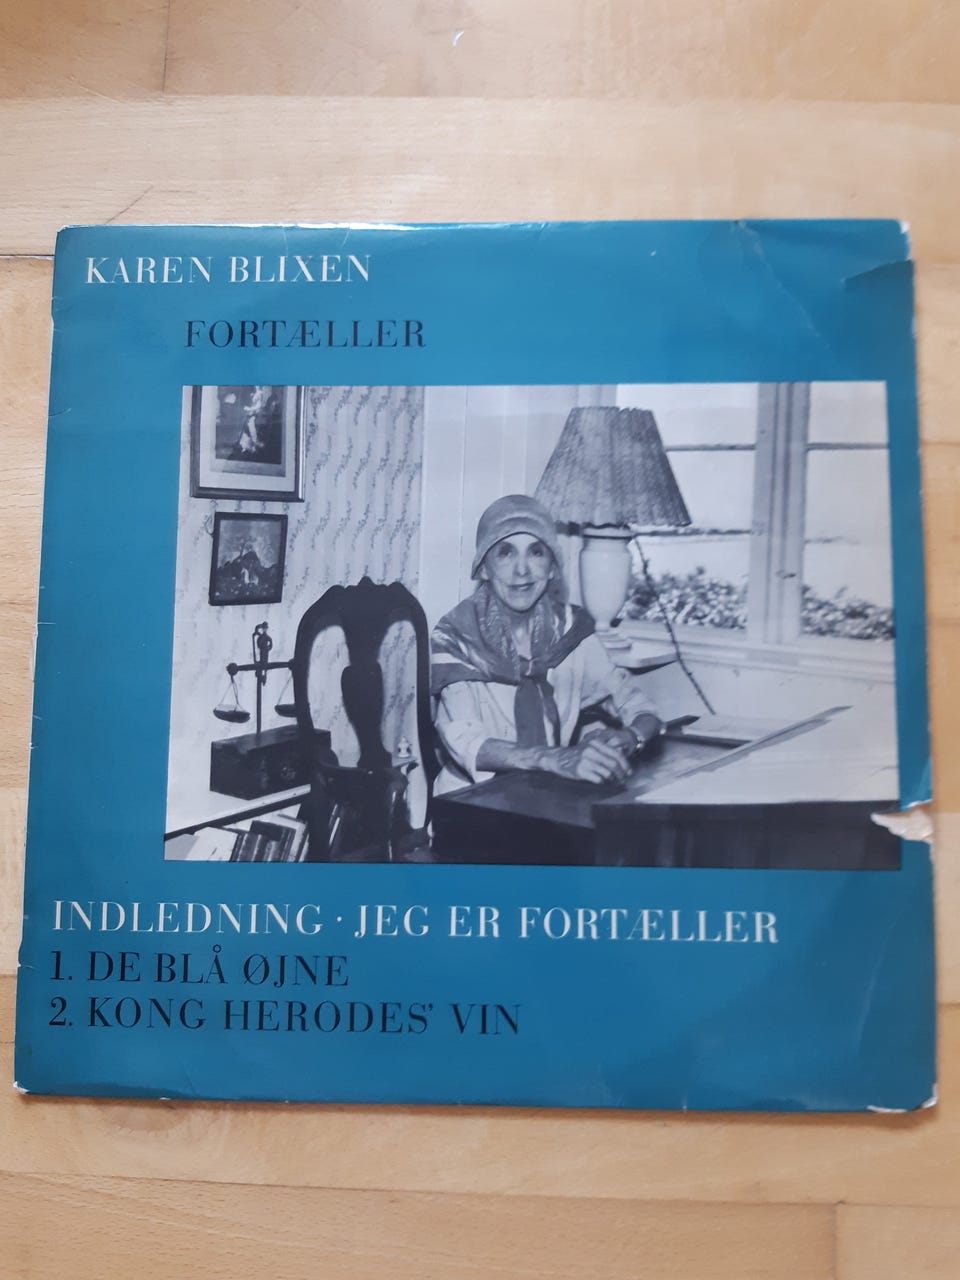 KAREN BLIXEN
FORTÆLLER
INDLEDNING · JEG ER FORTÆLLER
1. DE BLÅ ØJNE
2. KONG HERODES' VIN